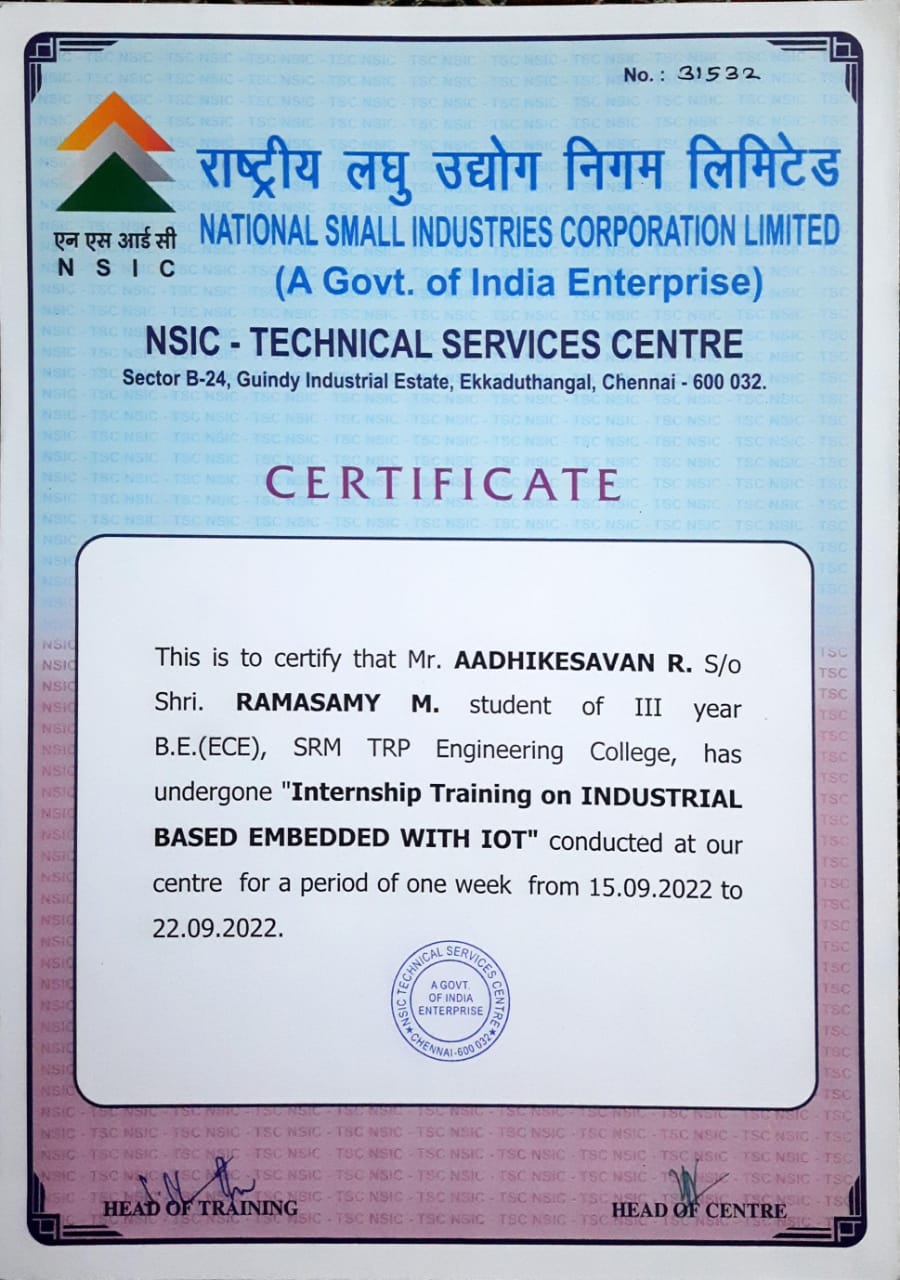 No. : 31532
राष्ट्रीय लघु उद्योग निगम लिमिटेड
एन एस आई सी
NSIC
NATIONAL SMALL INDUSTRIES CORPORATION LIMITED
(A Govt. of India Enterprise)
NSIC - TECHNICAL SERVICES CENTRE
Sector B-24, Guindy Industrial Estate, Ekkaduthangal, Chennai - 600 032.
CERTIFICATE
This is to certify that Mr. AADHIKESAVAN R. S/o
Shri. RAMASAMY M. student of III year
B.E.(ECE), SRM TRP Engineering College, has
undergone "Internship Training on INDUSTRIAL
BASED EMBEDDED WITH IOT" conducted at our
centre for a period of one week from 15.09.2022 to
22.09.2022.
NSIC TECHNICAL SERVICES CENTRE
A GOVT.
OF INDIA
ENTERPRISE
★CHENNAI-600 032★
HEAD OF TRAINING
HEAD OF CENTRE